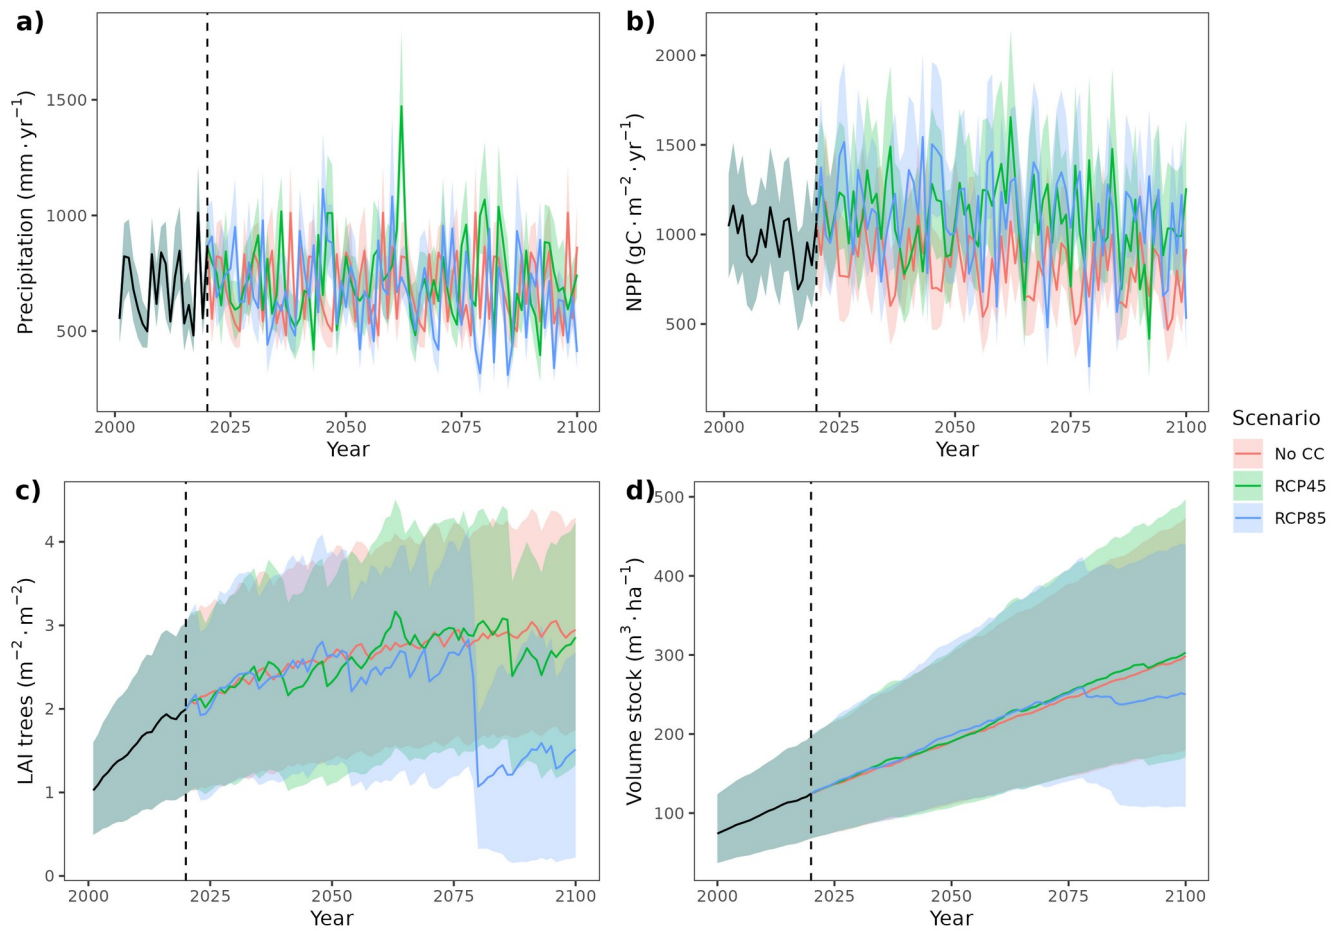 a)
Precipitation (mm · yr⁻¹)
1500
1000
500
2000 2025 2050 2075 2100
Year
b)
NPP (gC · m⁻² · yr⁻¹)
2000
1500
1000
500
2000 2025 2050 2075 2100
Year
c)
LAI trees (m⁻² · m⁻²)
4
3
2
1
0
2000 2025 2050 2075 2100
Year
d)
Volume stock (m³ · ha⁻¹)
500
400
300
200
100
2000 2025 2050 2075 2100
Year
Scenario
No CC
RCP45
RCP85